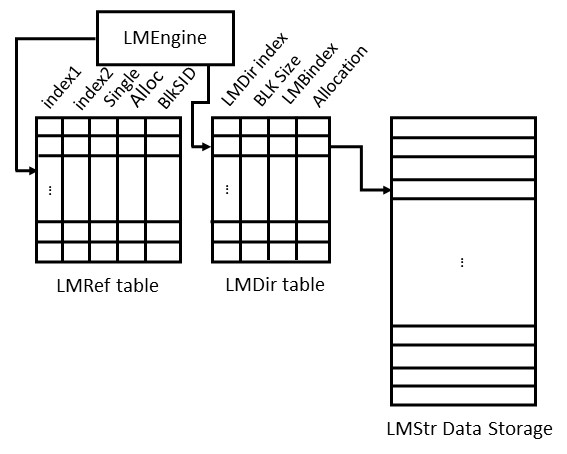 LMEngine
index1
index2
Single
Alloc
BlkSID
LMDir index
BLK Size
LMBindex
Allocation
...
...
...
LMRef table
LMDir table
LMStr Data Storage